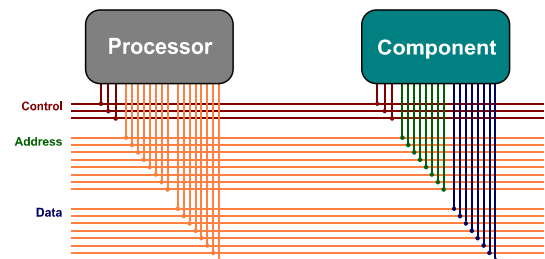 Processor
Component
Control
Address
Data